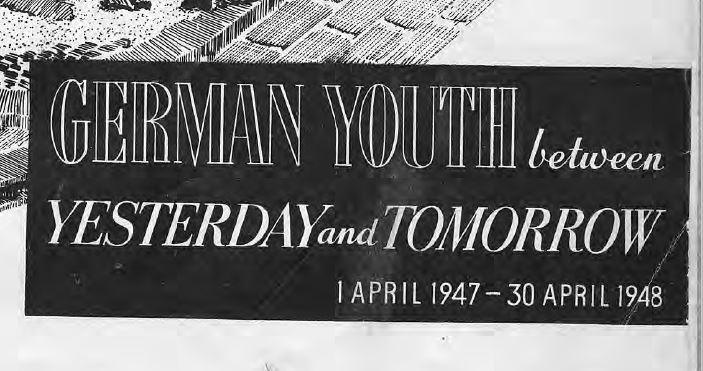 GERMAN YOUTH between
YESTERDAY and TOMORROW
1 APRIL 1947 – 30 APRIL 1948